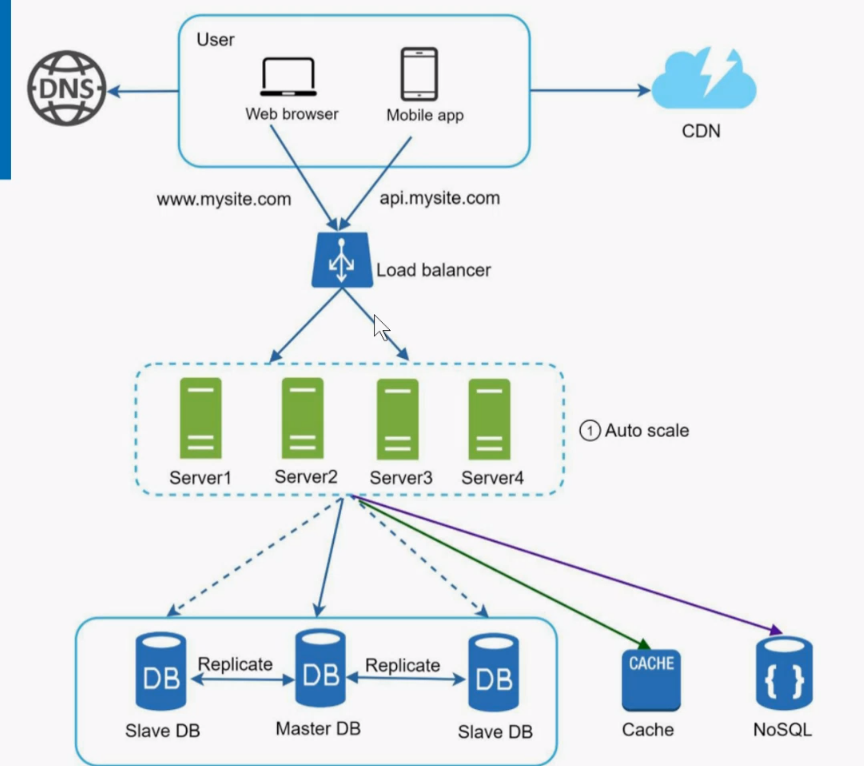 User
DNS
Web browser
Mobile app
CDN
www.mysite.com
api.mysite.com
Load balancer
Server1
Server2
Server3
Server4
1 Auto scale
DB
Replicate
DB
Replicate
DB
CACHE
{ }
Slave DB
Master DB
Slave DB
Cache
NoSQL